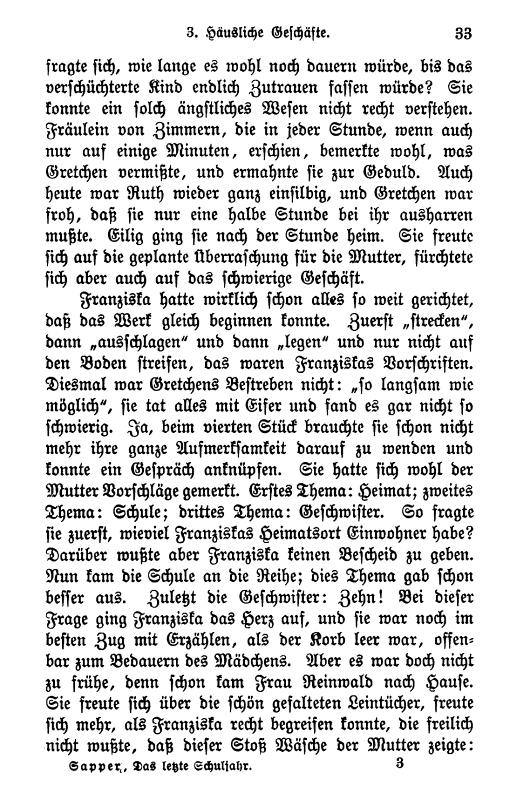 3. Häusliche Geschäfte. 33
fragte sich, wie lange es wohl noch dauern würde, bis das
verschüchterte Kind endlich Zutrauen fassen würde? Sie
konnte ein solch ängstliches Wesen nicht recht verstehen.
Fräulein von Zimmern, die in jeder Stunde, wenn auch
nur auf einige Minuten, erschien, bemerkte wohl, was
Gretchen vermißte, und ermahnte sie zur Geduld. Auch
heute war Ruth wieder ganz einsilbig, und Gretchen war
froh, daß sie nur eine halbe Stunde bei ihr ausharren
mußte. Eilig ging sie nach der Stunde heim. Sie freute
sich auf die geplante Überraschung für die Mutter, fürchtete
sich aber auch auf das schwierige Geschäft.
Franziska hatte wirklich schon alles so weit gerichtet,
daß das Werk gleich beginnen konnte. Zuerst „strecken“,
dann „ausschlagen“ und dann „legen“ und nur nicht auf
den Boden streifen, das waren Franziskas Vorschriften.
Diesmal war Gretchens Bestreben nicht: „so langsam wie
möglich“, sie tat alles mit Eifer und fand es gar nicht so
schwierig. Ja, beim vierten Stück brauchte sie schon nicht
mehr ihre ganze Aufmerksamkeit darauf zu wenden und
konnte ein Gespräch anknüpfen. Sie hatte sich wohl der
Mutter Vorschläge gemerkt. Erstes Thema: Heimat; zweites
Thema: Schule; drittes Thema: Geschwister. So fragte
sie zuerst, wieviel Franziskas Heimatsort Einwohner habe?
Darüber wußte aber Franziska keinen Bescheid zu geben.
Nun kam die Schule an die Reihe; dies Thema gab schon
besser aus. Zuletzt die Geschwister: Zehn! Bei dieser
Frage ging Franziska das Herz auf, und sie war noch im
besten Zug mit Erzählen, als der Korb leer war, offen-
bar zum Bedauern des Mädchens. Aber es war doch nicht
zu frühe, denn schon kam Frau Reinwald nach Hause.
Sie freute sich über die schön gefalteten Leintücher, freute
sich mehr, als Franziska recht begreifen konnte, die freilich
nicht wußte, daß dieser Stoß Wäsche der Mutter zeigte:
Sapper, Das letzte Schuljahr. 3